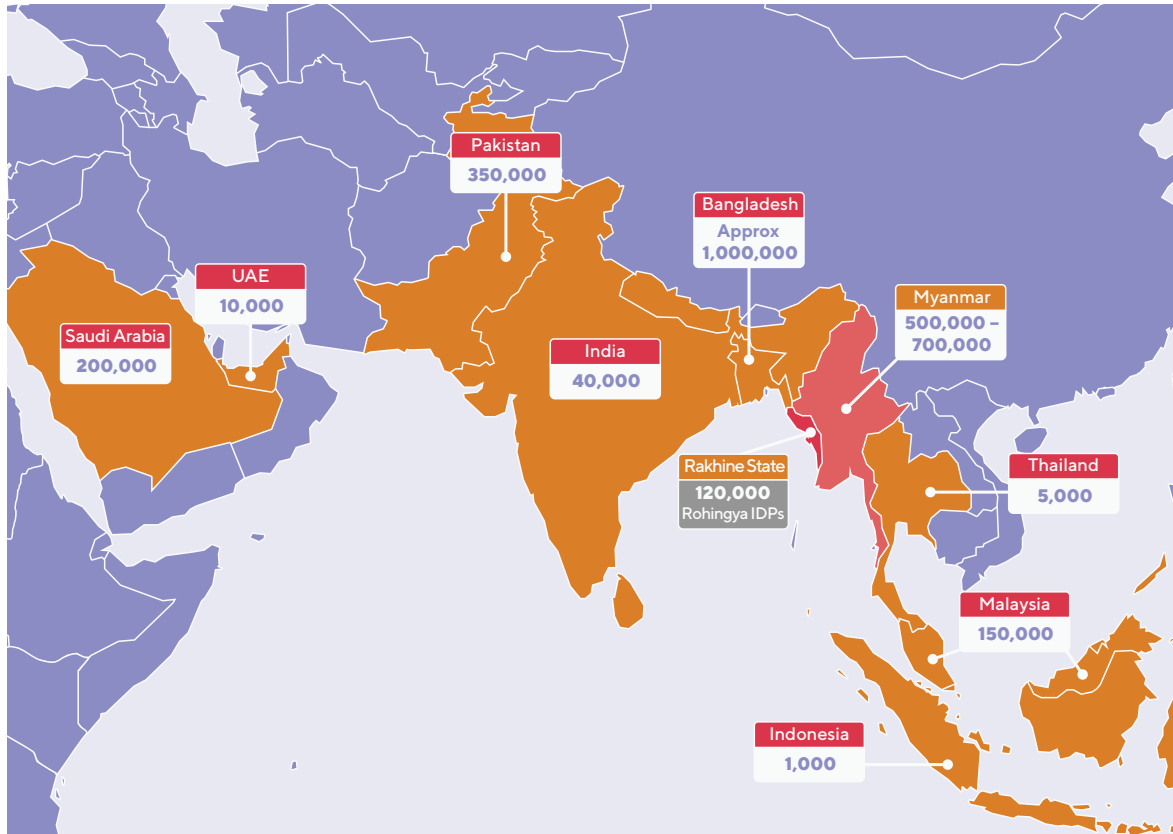 Pakistan
350,000
Bangladesh
Approx
1,000,000
UAE
10,000
Myanmar
500,000 –
700,000
Saudi Arabia
200,000
India
40,000
Rakhine State
120,000
Rohingya IDPs
Thailand
5,000
Malaysia
150,000
Indonesia
1,000